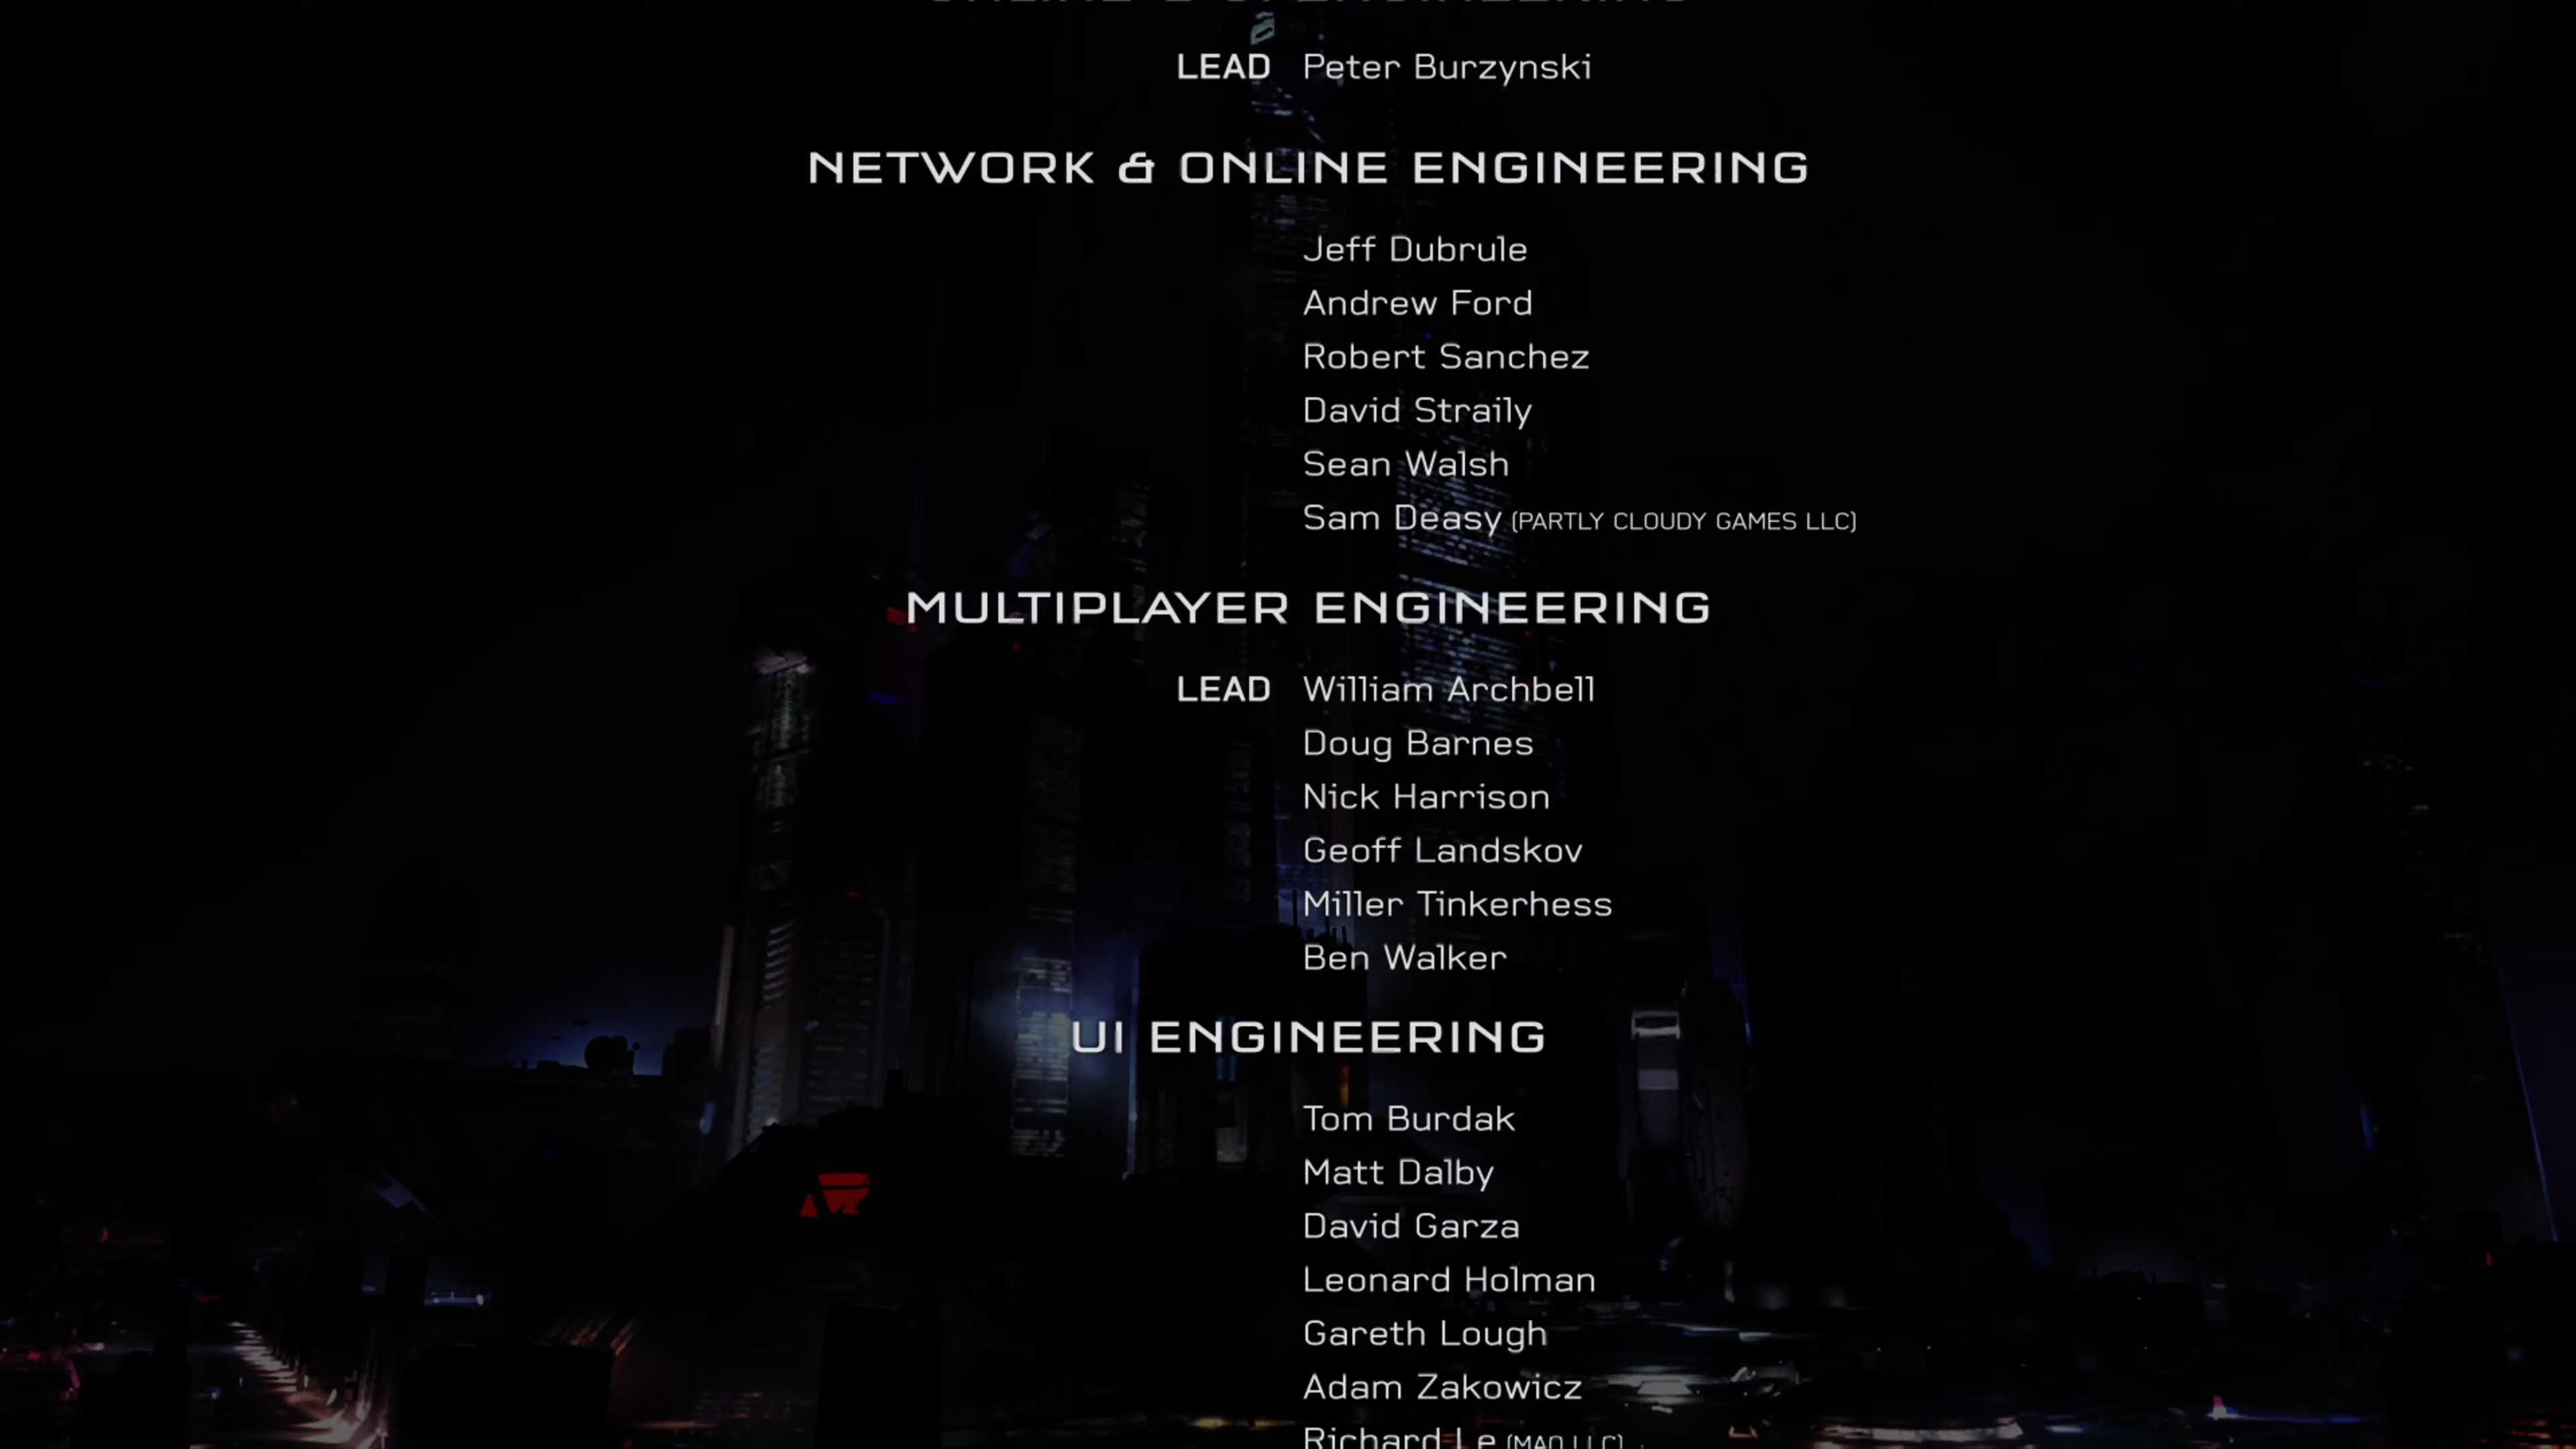 LEAD Peter Burzynski
NETWORK & ONLINE ENGINEERING
Jeff Dubrule
Andrew Ford
Robert Sanchez
David Straily
Sean Walsh
Sam Deasy (PARTLY CLOUDY GAMES LLC)
MULTIPLAYER ENGINEERING
LEAD William Archbell
Doug Barnes
Nick Harrison
Geoff Landskov
Miller Tinkerhess
Ben Walker
UI ENGINEERING
Tom Burdak
Matt Dalby
David Garza
Leonard Holman
Gareth Lough
Adam Zakowicz
Richard Le